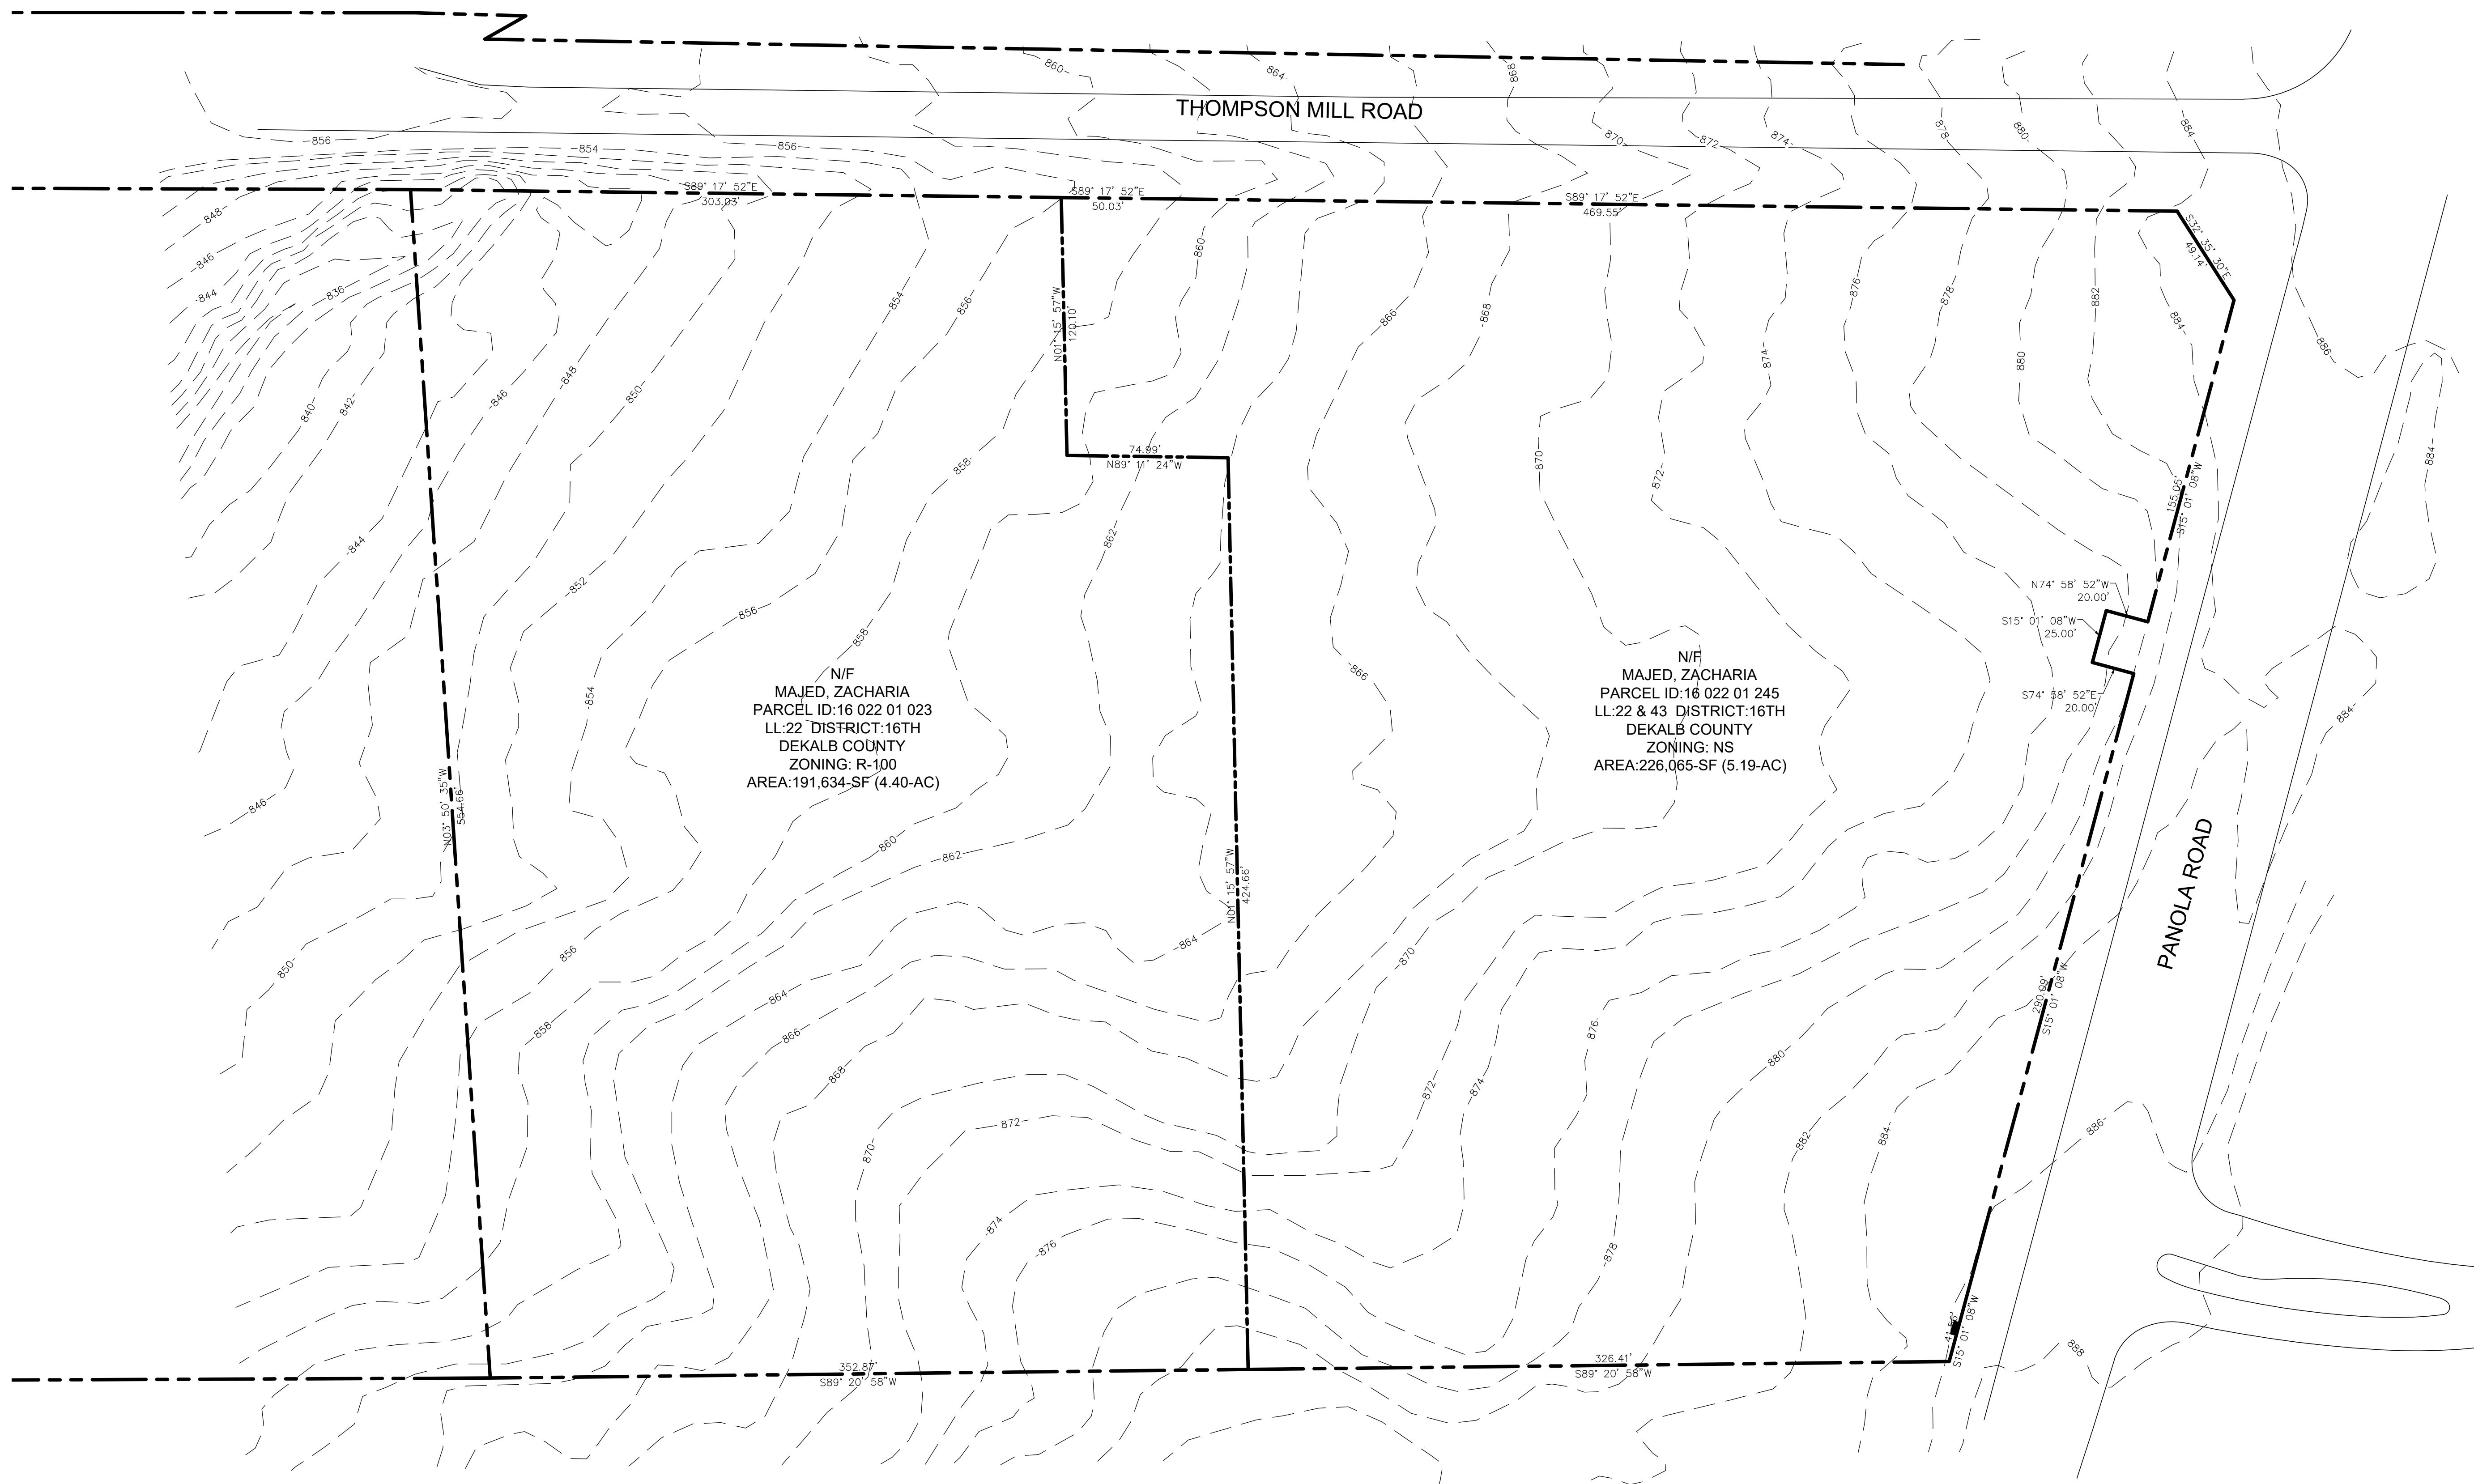 860
864
868
THOMPSON MILL ROAD
856
854
856
870
872
874
878
880
884
S89° 17' 52"E
303.03'
S89° 17' 52"E
50.03'
S89° 17' 52"E
469.55'
S32° 35' 30"E
49.14'
848
846
844
836
840
842
844
846
848
850
852
854
856
858
860
N01° 15' 57"W
120.10'
74.99'
N89° 11' 24"W
862
866
868
870
872
874
876
878
880
882
884
886
884
155.05'
S15° 01' 08"W
N74° 58' 52"W
20.00'
S15° 01' 08"W
25.00'
S74° 58' 52"E
20.00'
856
858
854
866
884
N/F
MAJED, ZACHARIA
PARCEL ID:16 022 01 023
LL:22 DISTRICT:16TH
DEKALB COUNTY
ZONING: R-100
AREA:191,634-SF (4.40-AC)
N/F
MAJED, ZACHARIA
PARCEL ID:16 022 01 245
LL:22 & 43 DISTRICT:16TH
DEKALB COUNTY
ZONING: NS
AREA:226,065-SF (5.19-AC)
N03° 50' 35"W
554.66'
846
850
856
858
860
862
864
864
866
868
870
872
874
876
N01° 15' 57"W
424.66'
870
872
874
876
878
880
882
884
886
888
PANOLA ROAD
290.09'
S15° 01' 08"W
41.56'
S15° 01' 08"W
352.87'
S89° 20' 58"W
326.41'
S89° 20' 58"W